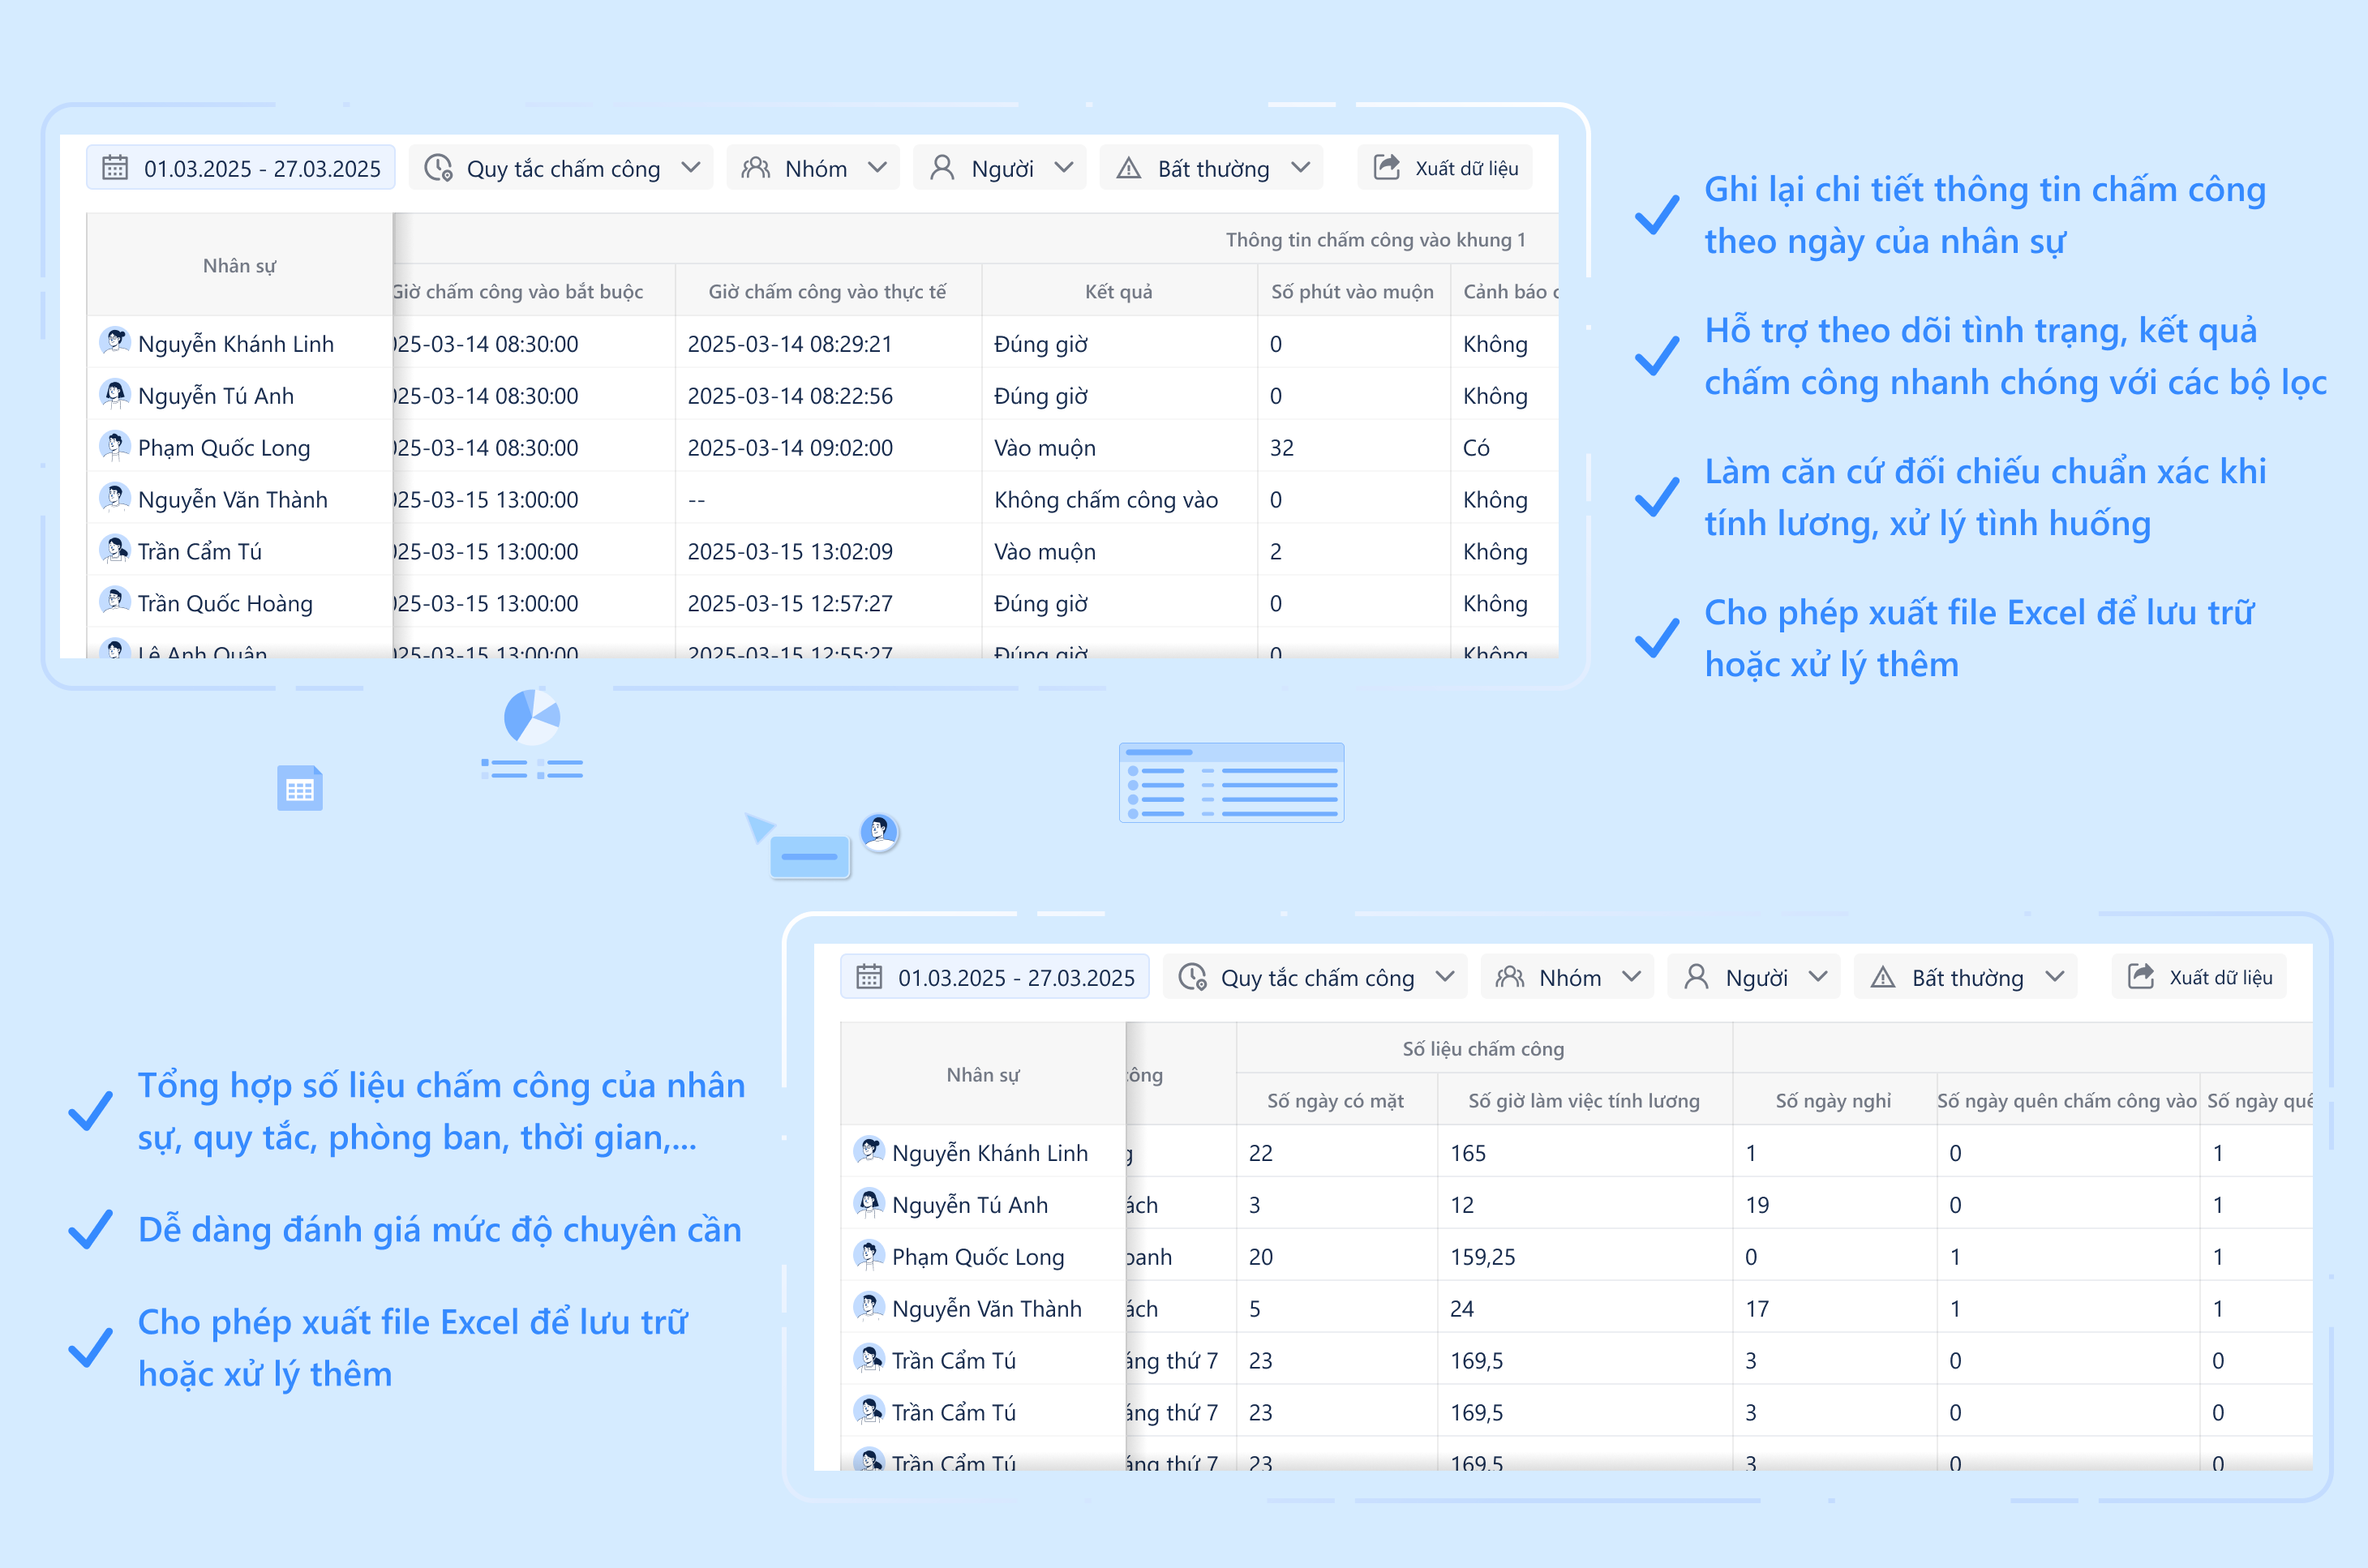 01.03.2025 - 27.03.2025 Quy tắc chấm công Nhóm Người Bất thường Xuất dữ liệu
Nhân sự Thông tin chấm công vào khung 1
Giờ chấm công vào bắt buộc Giờ chấm công vào thực tế Kết quả Số phút vào muộn Cảnh báo
Nguyễn Khánh Linh 025-03-14 08:30:00 2025-03-14 08:29:21 Đúng giờ 0 Không
Nguyễn Tú Anh 025-03-14 08:30:00 2025-03-14 08:22:56 Đúng giờ 0 Không
Phạm Quốc Long 025-03-14 08:30:00 2025-03-14 09:02:00 Vào muộn 32 Có
Nguyễn Văn Thành 025-03-15 13:00:00 -- Không chấm công vào 0 Không
Trần Cẩm Tú 025-03-15 13:00:00 2025-03-15 13:02:09 Vào muộn 2 Không
Trần Quốc Hoàng 025-03-15 13:00:00 2025-03-15 12:57:27 Đúng giờ 0 Không
Lê Anh Quân 025-03-15 13:00:00 2025-03-15 12:55:27 Đúng giờ 0 Không
Ghi lại chi tiết thông tin chấm công
theo ngày của nhân sự
Hỗ trợ theo dõi tình trạng, kết quả
chấm công nhanh chóng với các bộ lọc
Làm căn cứ đối chiếu chuẩn xác khi
tính lương, xử lý tình huống
Cho phép xuất file Excel để lưu trữ
hoặc xử lý thêm
Tổng hợp số liệu chấm công của nhân
sự, quy tắc, phòng ban, thời gian,...
Dễ dàng đánh giá mức độ chuyên cần
Cho phép xuất file Excel để lưu trữ
hoặc xử lý thêm
01.03.2025 - 27.03.2025 Quy tắc chấm công Nhóm Người Bất thường Xuất dữ liệu
Nhân sự công Số liệu chấm công
Số ngày có mặt Số giờ làm việc tính lương Số ngày nghỉ Số ngày quên chấm công vào Số ngày quê
Nguyễn Khánh Linh g 22 165 1 0 1
Nguyễn Tú Anh ách 3 12 19 0 1
Phạm Quốc Long oanh 20 159,25 0 1 1
Nguyễn Văn Thành ách 5 24 17 1 1
Trần Cẩm Tú áng thứ 7 23 169,5 3 0 0
Trần Cẩm Tú áng thứ 7 23 169,5 3 0 0
Trần Cẩm Tú áng thứ 7 23 169,5 3 0 0